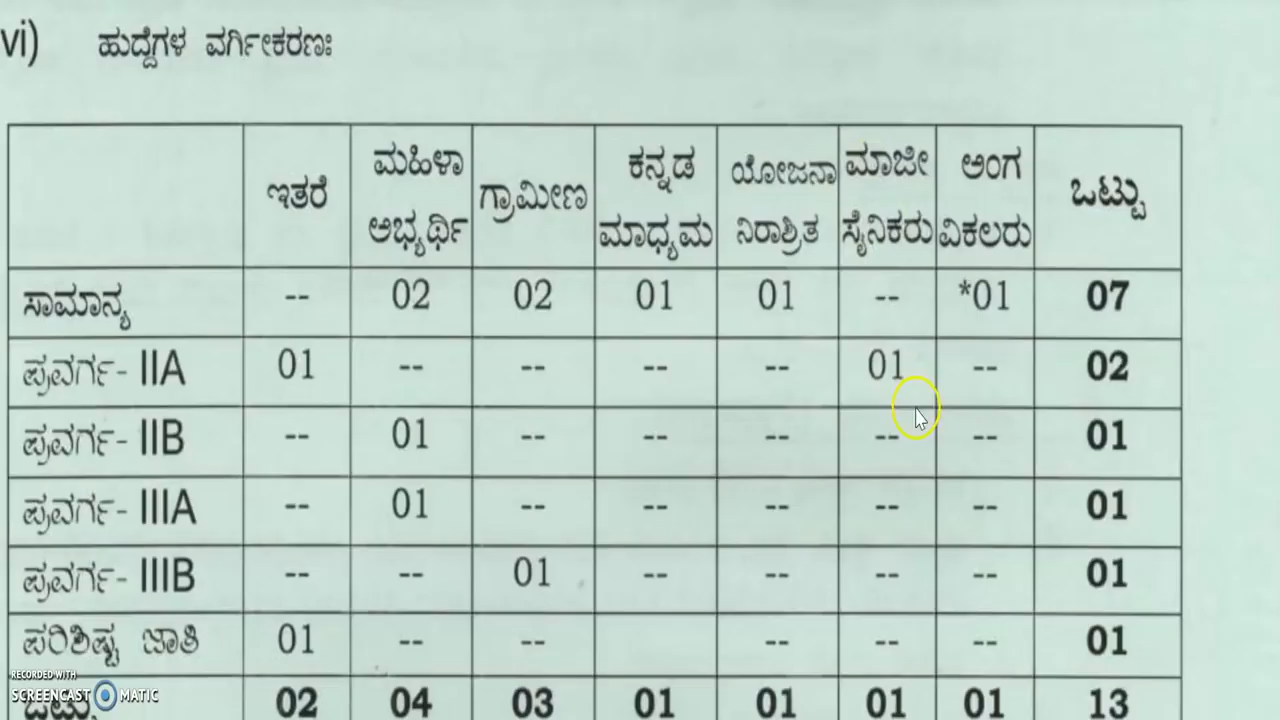 vi) ಹುದ್ದೆಗಳ ವರ್ಗೀಕರಣಃ
ಇತರೆ ಮಹಿಳಾ ಅಭ್ಯರ್ಥಿ ಗ್ರಾಮೀಣ ಕನ್ನಡ ಮಾಧ್ಯಮ ಯೋಜನಾ ನಿರಾಶ್ರಿತ ಮಾಜೀ ಸೈನಿಕರು ಅಂಗ ವಿಕಲರು ಒಟ್ಟು
ಸಾಮಾನ್ಯ -- 02 02 01 01 -- *01 07
ಪ್ರವರ್ಗ- IIA 01 -- -- -- -- 01 -- 02
ಪ್ರವರ್ಗ- IIB -- 01 -- -- -- -- -- 01
ಪ್ರವರ್ಗ- IIIA -- 01 -- -- -- -- -- 01
ಪ್ರವರ್ಗ- IIIB -- -- 01 -- -- -- -- 01
ಪರಿಶಿಷ್ಟ ಜಾತಿ 01 -- -- -- -- -- 01
ಒಟ್ಟು 02 04 03 01 01 01 01 13
RECORDED WITH
SCREENCAST MATIC